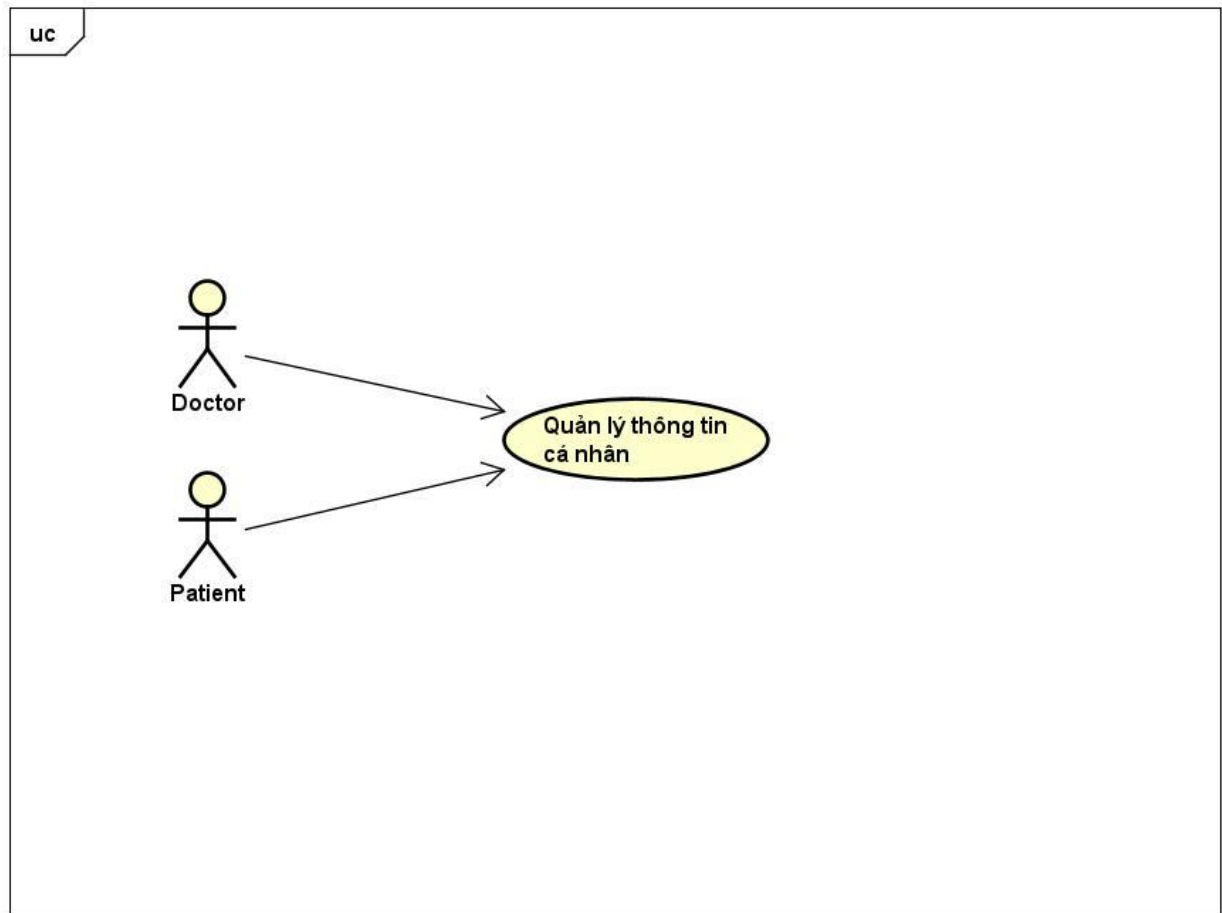 uc
Doctor
Quản lý thông tin
cá nhân
Patient